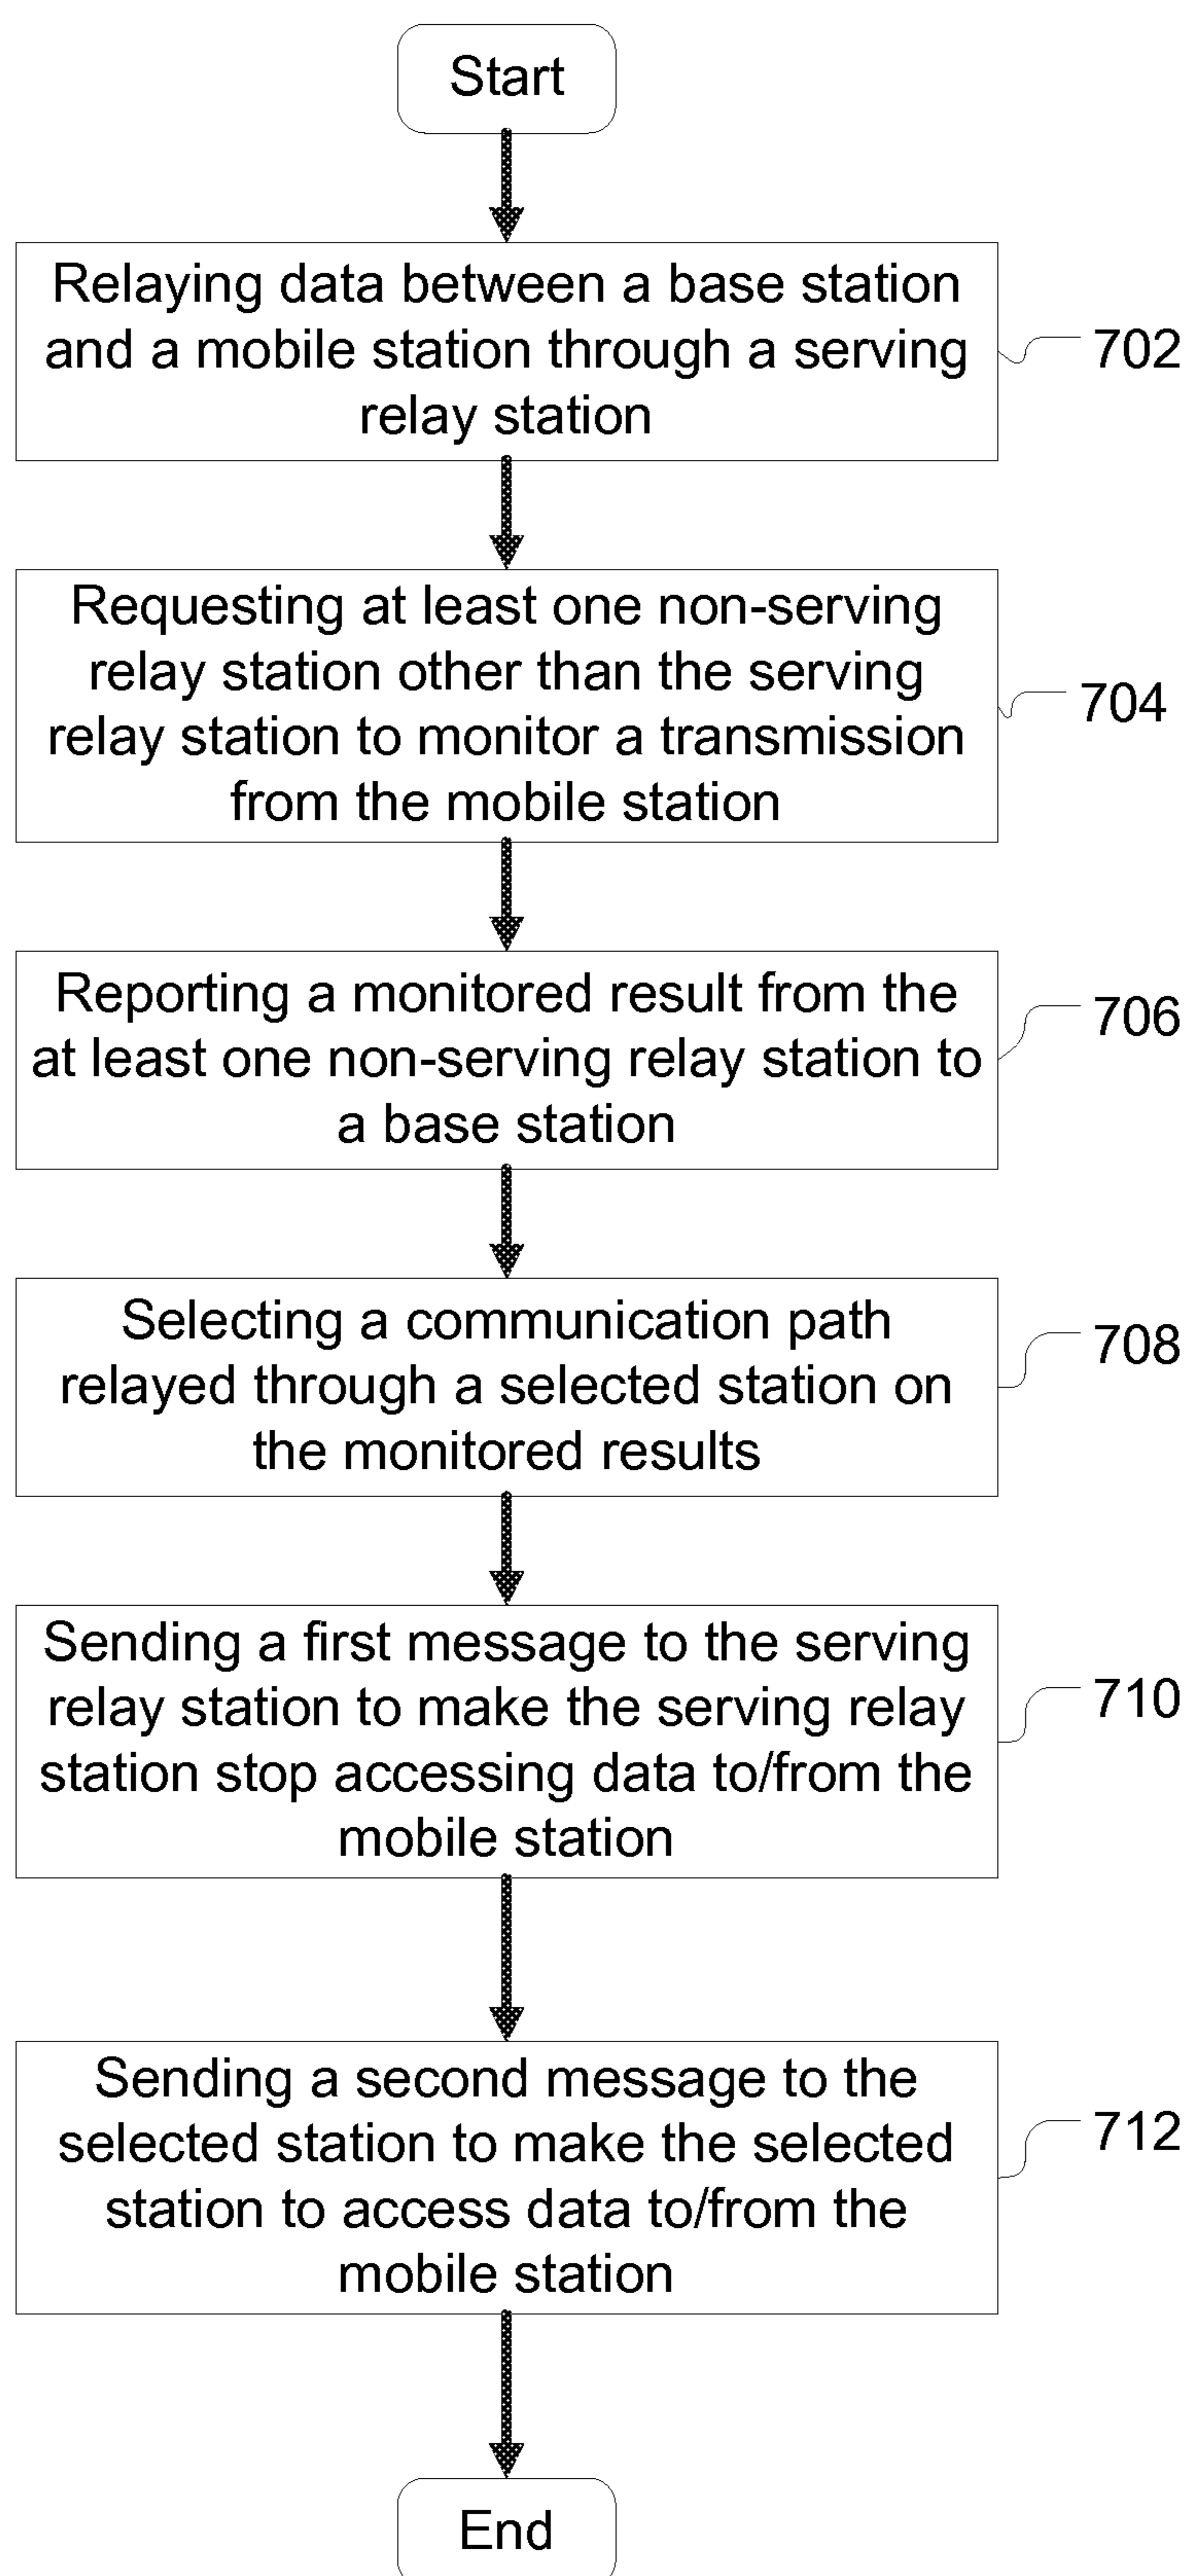 Start
Relaying data between a base station
and a mobile station through a serving
relay station
702
Requesting at least one non-serving
relay station other than the serving
relay station to monitor a transmission
from the mobile station
704
Reporting a monitored result from the
at least one non-serving relay station to
a base station
706
Selecting a communication path
relayed through a selected station on
the monitored results
708
Sending a first message to the serving
relay station to make the serving relay
station stop accessing data to/from the
mobile station
710
Sending a second message to the
selected station to make the selected
station to access data to/from the
mobile station
712
End